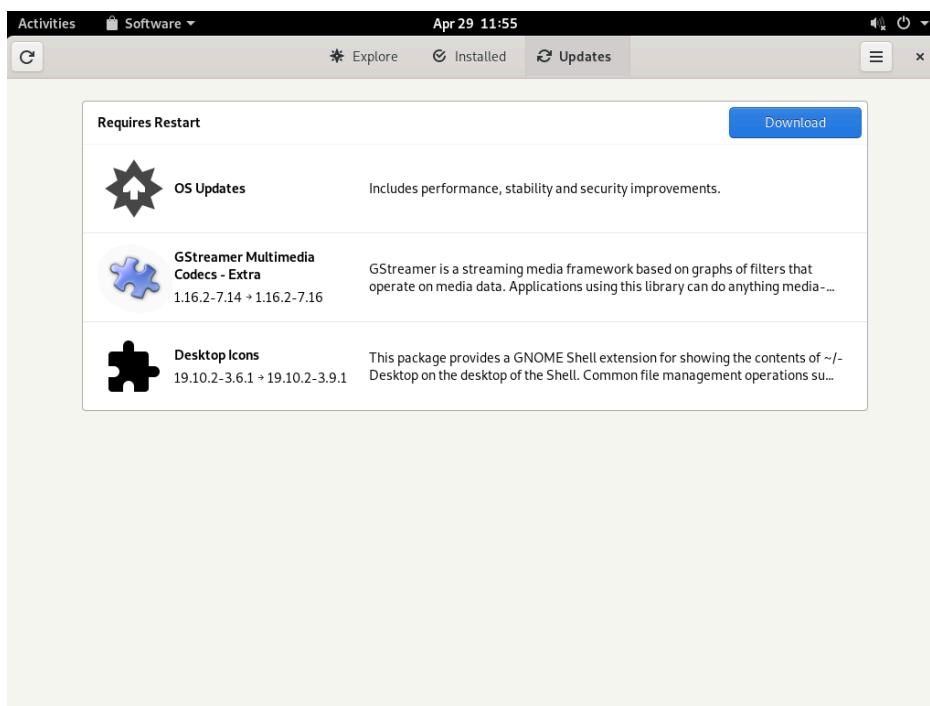 Activities
Software
Apr 29 11:55
Explore
Installed
Updates
Requires Restart
Download
OS Updates
Includes performance, stability and security improvements.
GStreamer Multimedia
Codecs - Extra
1.16.2-7.14 → 1.16.2-7.16
GStreamer is a streaming media framework based on graphs of filters that
operate on media data. Applications using this library can do anything media-…
Desktop Icons
19.10.2-3.6.1 → 19.10.2-3.9.1
This package provides a GNOME Shell extension for showing the contents of ~/-
Desktop on the desktop of the Shell. Common file management operations su…